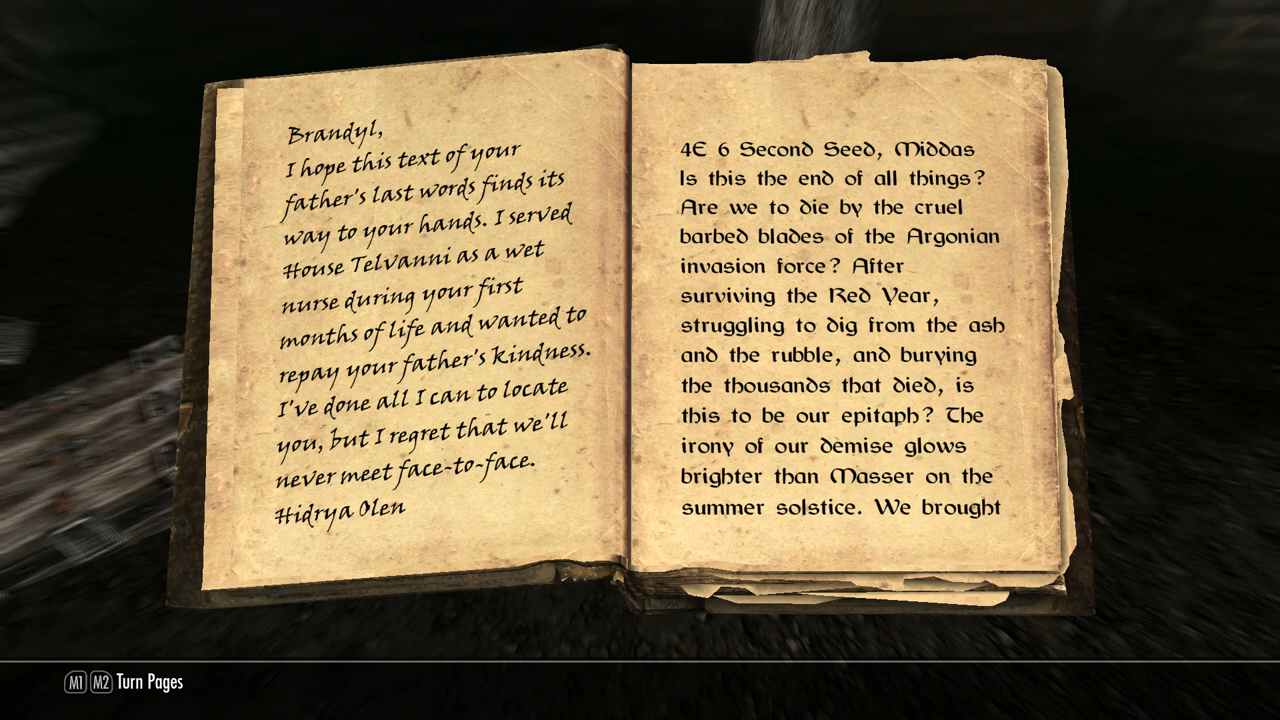 Brandyl,
I hope this text of your
father's last words finds its
way to your hands. I served
House Telvanni as a wet
nurse during your first
months of life and wanted to
repay your father's kindness.
I've done all I can to locate
you, but I regret that we'll
never meet face-to-face.
Hidrya Olen
4E 6 Second Seed, Middas
Is this the end of all things?
Are we to die by the cruel
barbed blades of the Argonian
invasion force? After
surviving the Red Year,
struggling to dig from the ash
and the rubble, and burying
the thousands that died, is
this to be our epitaph? The
irony of our demise glows
brighter than Masser on the
summer solstice. We brought
M1 M2 Turn Pages